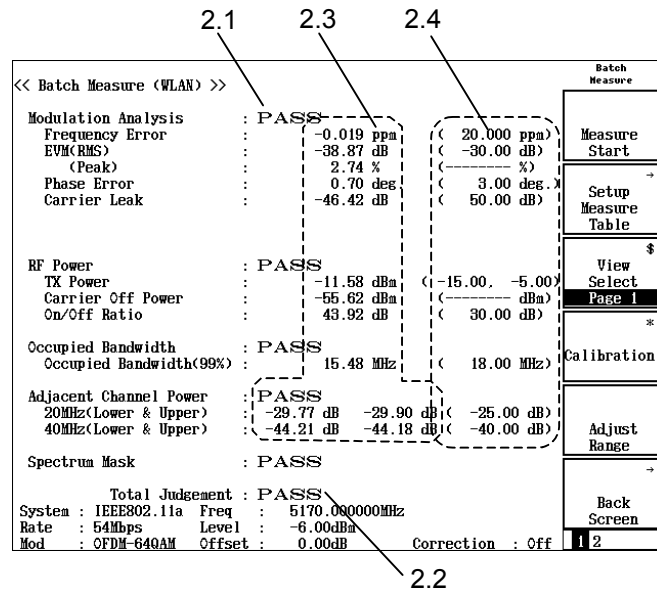 2.1 2.3 2.4
<< Batch Measure (WLAN) >>
Modulation Analysis : PASS
Frequency Error : -0.019 ppm ( 20.000 ppm)
EVM(RMS) : -38.87 dB ( -30.00 dB)
(Peak) : 2.74 % (-------- %)
Phase Error : 0.70 deg. ( 3.00 deg.)
Carrier Leak : -46.42 dB ( 50.00 dB)
RF Power : PASS
TX Power : -11.58 dBm ( -15.00, -5.00)
Carrier Off Power : -55.62 dBm (-------- dBm)
On/Off Ratio : 43.92 dB ( 30.00 dB)
Occupied Bandwidth : PASS
Occupied Bandwidth(99%) : 15.48 MHz ( 18.00 MHz)
Adjacent Channel Power : PASS
20MHz(Lower & Upper) : -29.77 dB -29.90 dB ( -25.00 dB)
40MHz(Lower & Upper) : -44.21 dB -44.18 dB ( -40.00 dB)
Spectrum Mask : PASS
Total Judgement : PASS
System : IEEE802.11a Freq : 5170.000000MHz
Rate : 54Mbps Level : -6.00dBm
Mod : OFDM-64QAM Offset : 0.00dB Correction : Off
2.2
Batch
Measure
Measure
Start
→
Setup
Measure
Table
$
View
Select
Page 1
*
Calibration
Adjust
Range
→
Back
Screen
1 2